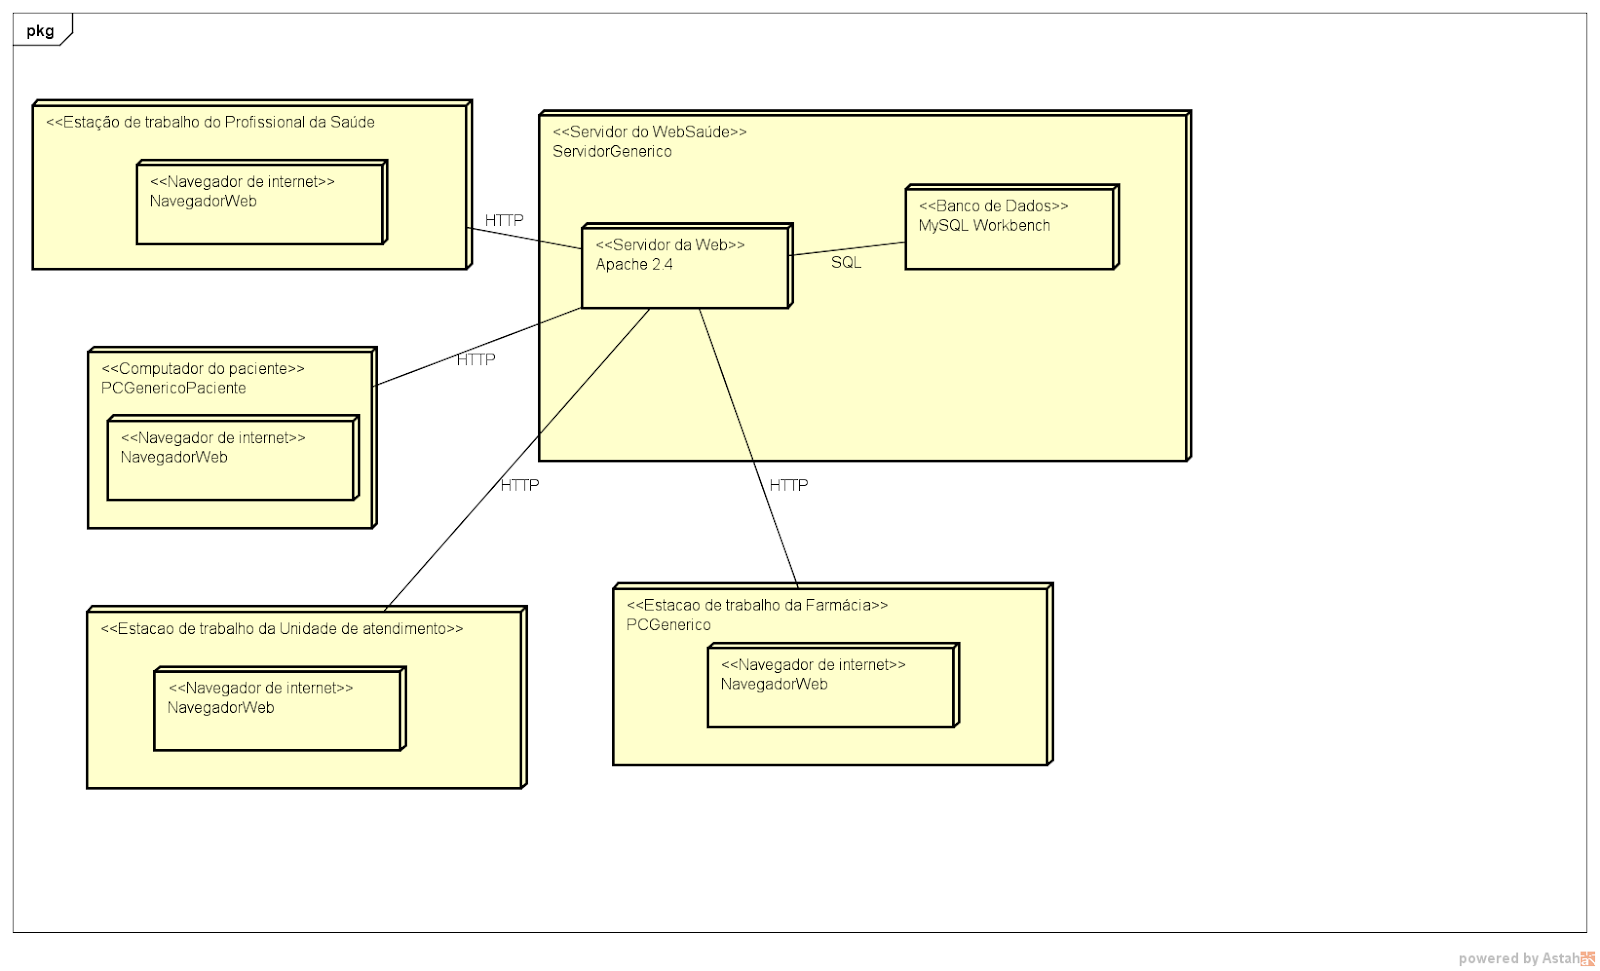 pkg
<<Estação de trabalho do Profissional da Saúde
<<Navegador de internet>>
NavegadorWeb
HTTP
<<Servidor do WebSaúde>>
ServidorGenerico
<<Servidor da Web>>
Apache 2.4
SQL
<<Banco de Dados>>
MySQL Workbench
<<Computador do paciente>>
PCGenericoPaciente
<<Navegador de internet>>
NavegadorWeb
HTTP
HTTP
HTTP
<<Estacao de trabalho da Unidade de atendimento>>
<<Navegador de internet>>
NavegadorWeb
<<Estacao de trabalho da Farmácia>>
PCGenerico
<<Navegador de internet>>
NavegadorWeb
powered by Astah